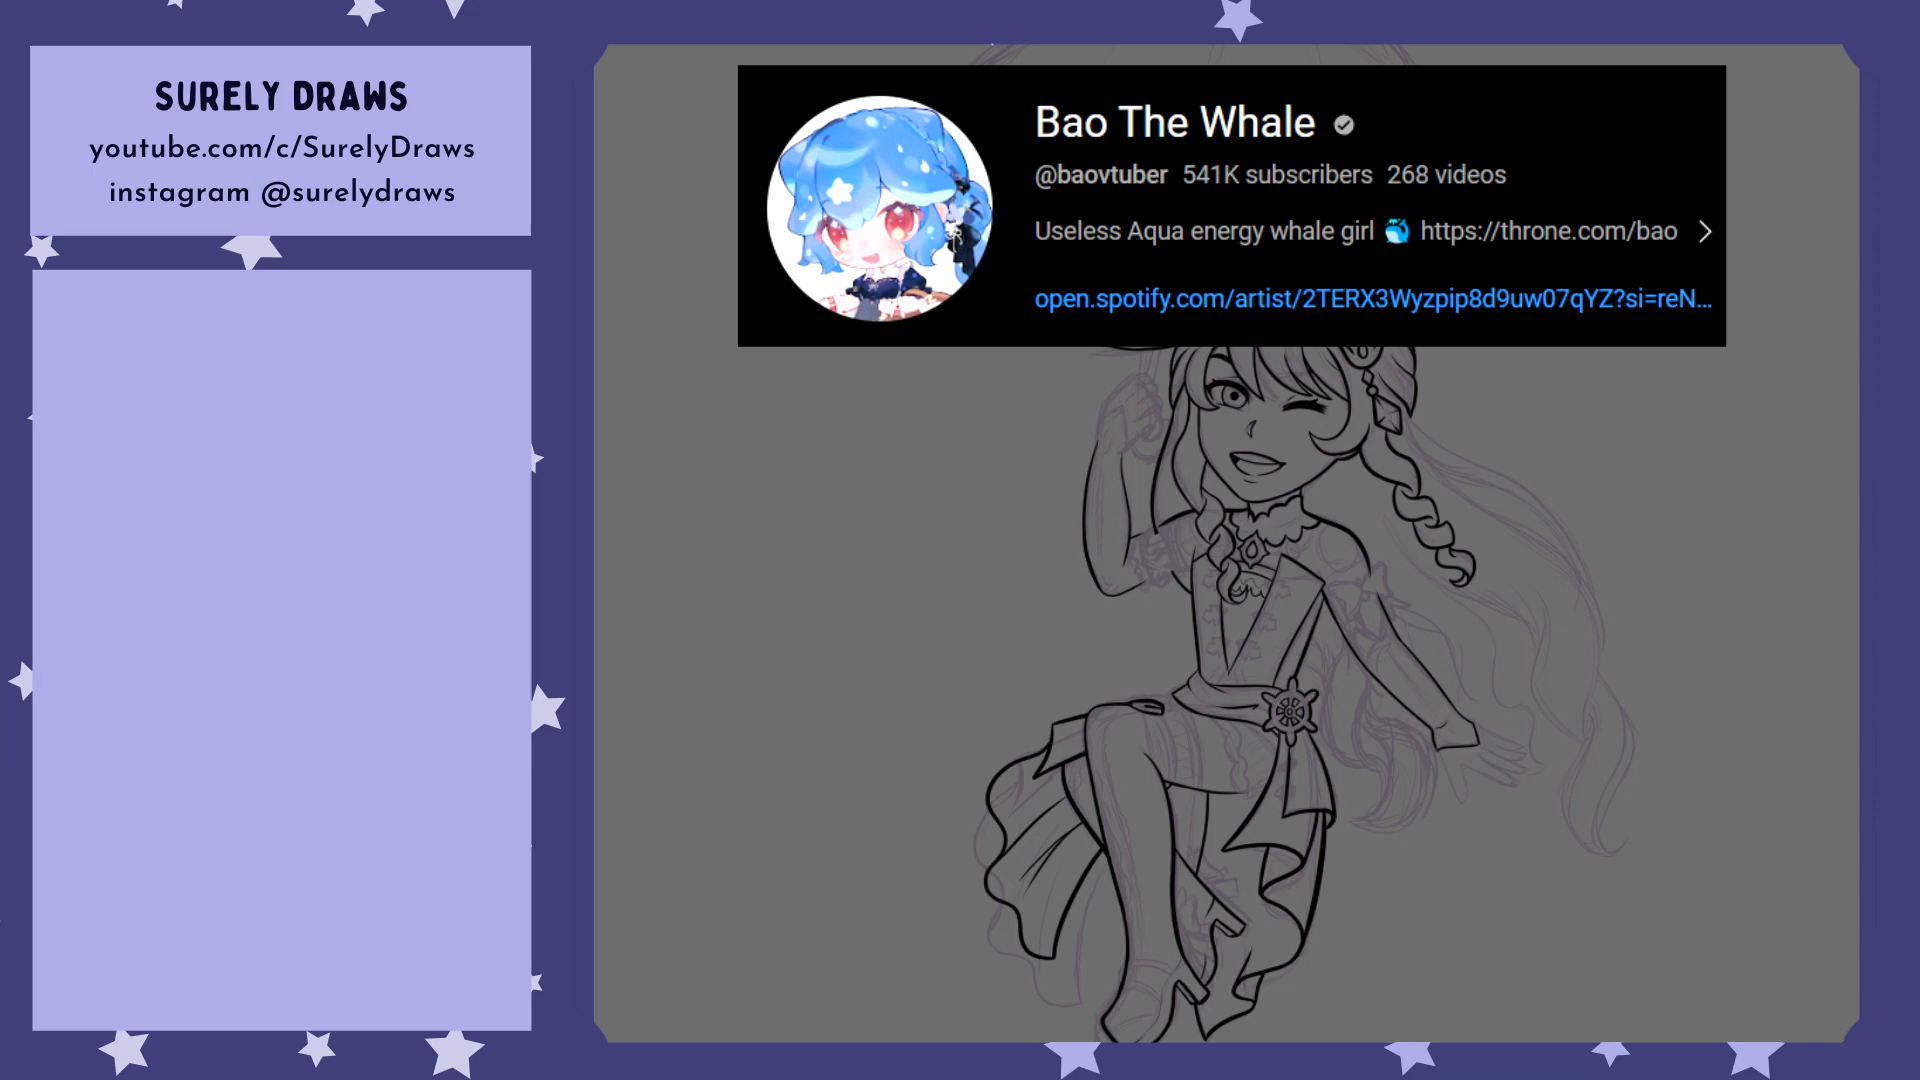 SURELY DRAWS
youtube.com/c/SurelyDraws
instagram @surelydraws
Bao The Whale
@baovtuber 541K subscribers 268 videos
Useless Aqua energy whale girl 🐳 https://throne.com/bao
open.spotify.com/artist/2TERX3Wyzpip8d9uw07qYZ?si=reN...